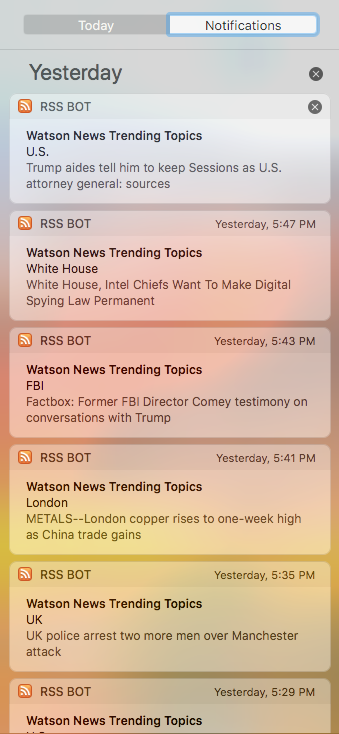 Today
Notifications
Yesterday
RSS BOT
Watson News Trending Topics
U.S.
Trump aides tell him to keep Sessions as U.S.
attorney general: sources
RSS BOT
Yesterday, 5:47 PM
Watson News Trending Topics
White House
White House, Intel Chiefs Want To Make Digital
Spying Law Permanent
RSS BOT
Yesterday, 5:43 PM
Watson News Trending Topics
FBI
Factbox: Former FBI Director Comey testimony on
conversations with Trump
RSS BOT
Yesterday, 5:41 PM
Watson News Trending Topics
London
METALS--London copper rises to one-week high
as China trade gains
RSS BOT
Yesterday, 5:35 PM
Watson News Trending Topics
UK
UK police arrest two more men over Manchester
attack
RSS BOT
Yesterday, 5:29 PM
Watson News Trending Topics